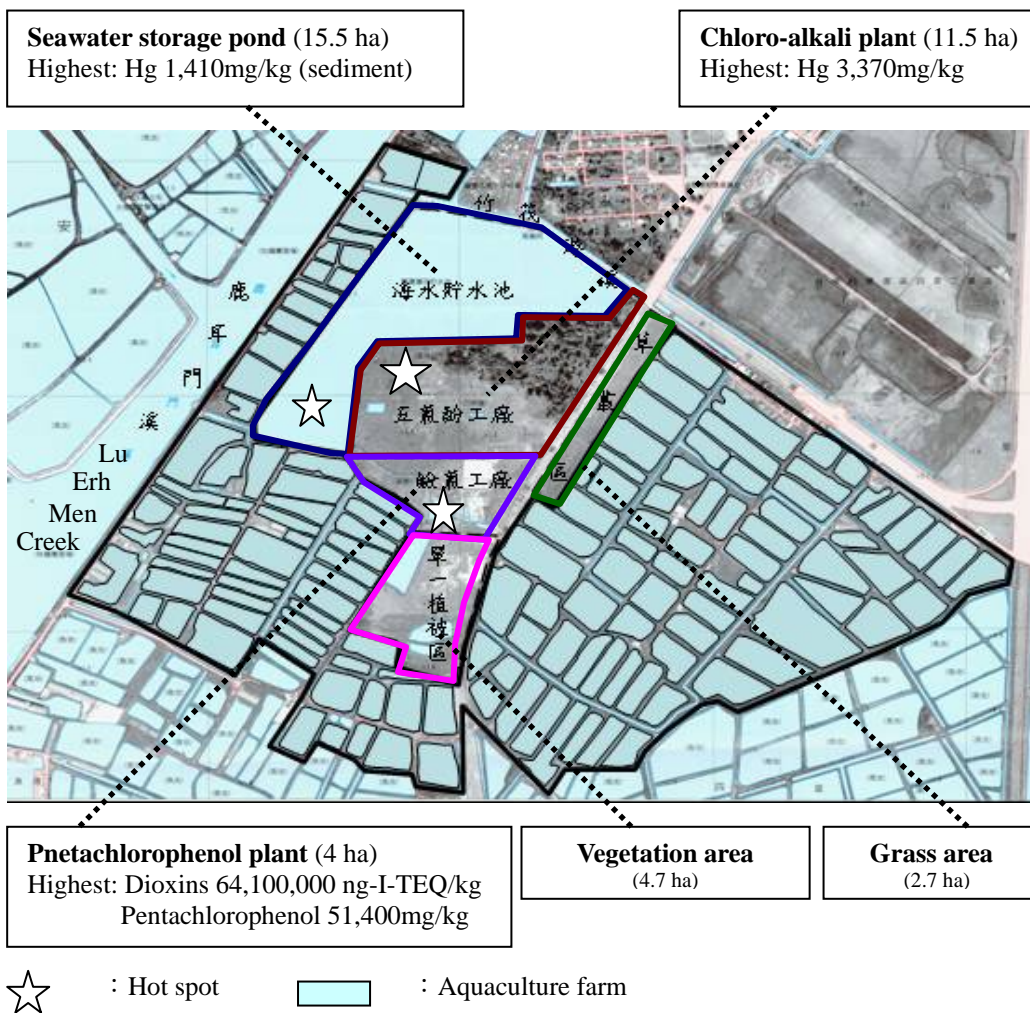 Seawater storage pond (15.5 ha)
Highest: Hg 1,410mg/kg (sediment)
Chloro-alkali plant (11.5 ha)
Highest: Hg 3,370mg/kg
竹筏
海水貯水池
鹿耳門溪
安
五氯酚工廠
鹼氯工廠
草
區
單一植被區
Lu
Erh
Men
Creek
Pnetachlorophenol plant (4 ha)
Highest: Dioxins 64,100,000 ng-I-TEQ/kg
Pentachlorophenol 51,400mg/kg
Vegetation area
(4.7 ha)
Grass area
(2.7 ha)
: Hot spot
: Aquaculture farm